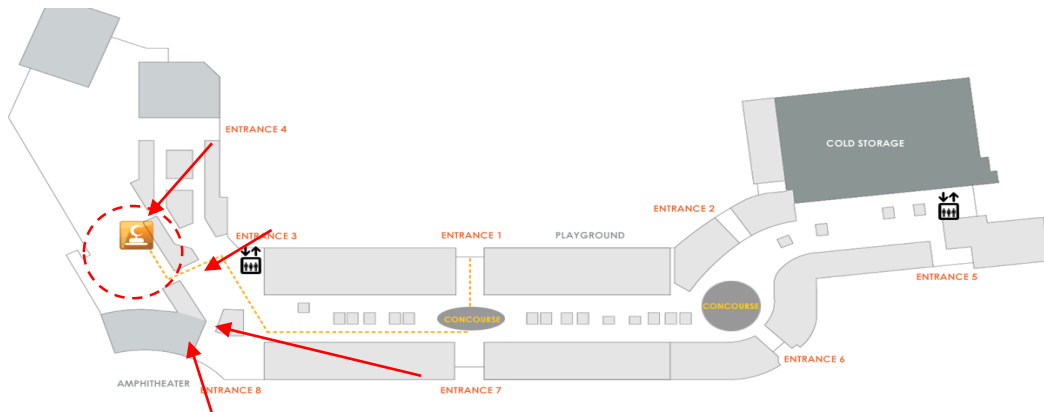 ENTRANCE 4
COLD STORAGE
ENTRANCE 2
ENTRANCE 3
ENTRANCE 1
PLAYGROUND
ENTRANCE 5
CONCOURSE
CONCOURSE
ENTRANCE 6
AMPHITHEATER
ENTRANCE 8
ENTRANCE 7